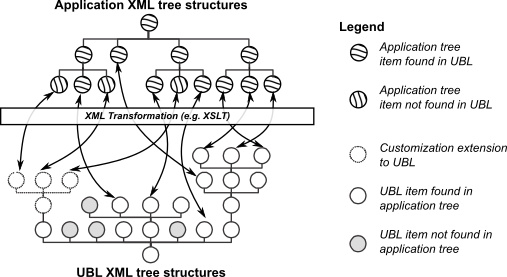 Application XML tree structures
Legend
Application tree
item found in UBL
Application tree
item not found in UBL
XML Transformation (e.g. XSLT)
Customization extension
to UBL
UBL item found in
application tree
UBL item not found in
application tree
UBL XML tree structures